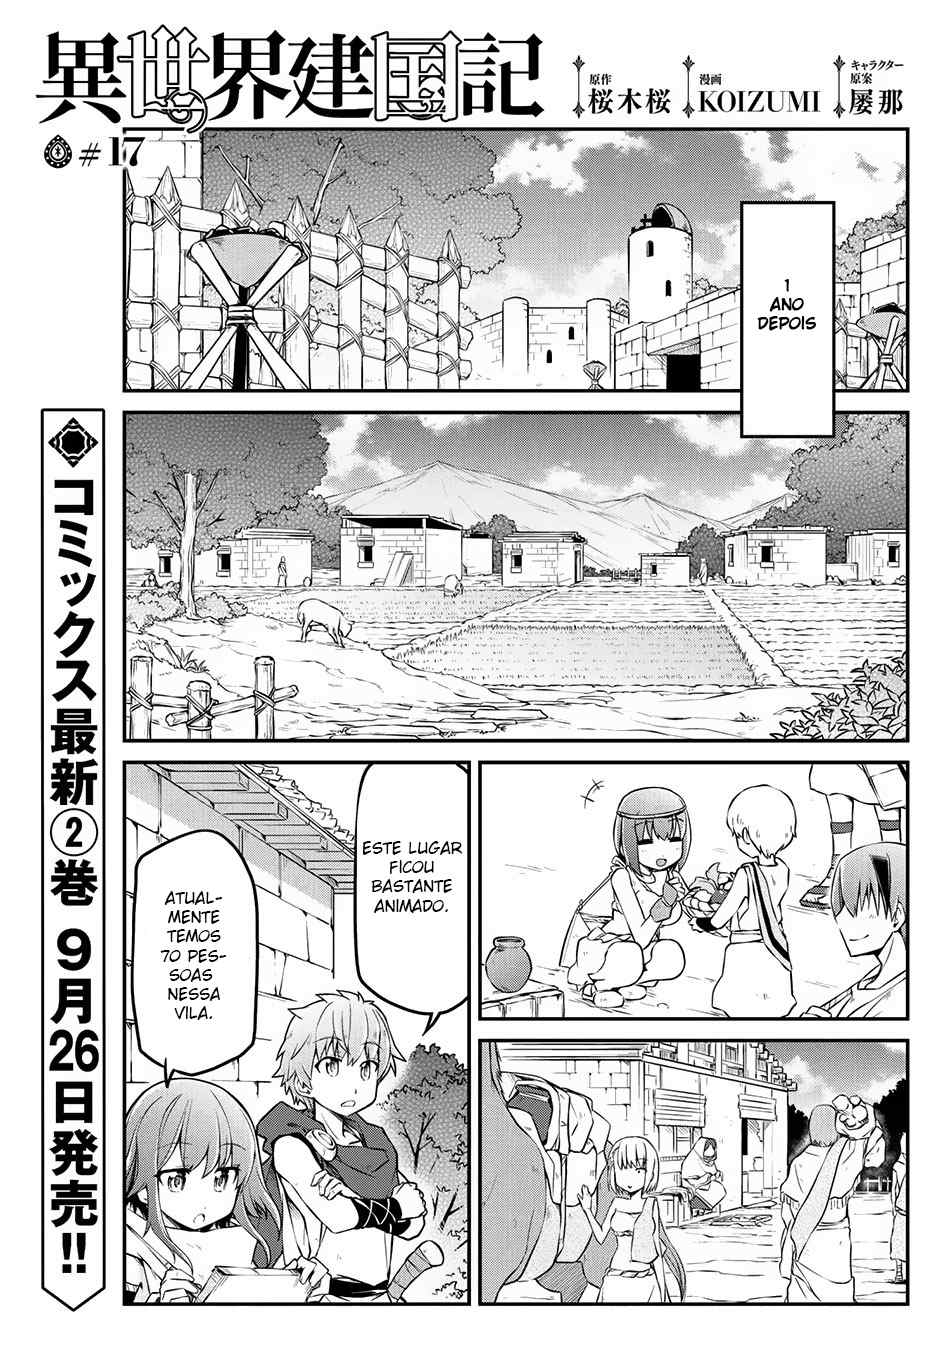 異世界建国記
#17
原作
桜木桜
漫画
KOIZUMI
キャラクター
原案
屡那
1
ANO
DEPOIS
コミックス最新②巻 9月26日発売!!
ESTE LUGAR
FICOU
BASTANTE
ANIMADO.
ATUAL-
MENTE
TEMOS
70 PES-
SOAS
NESSA
VILA.